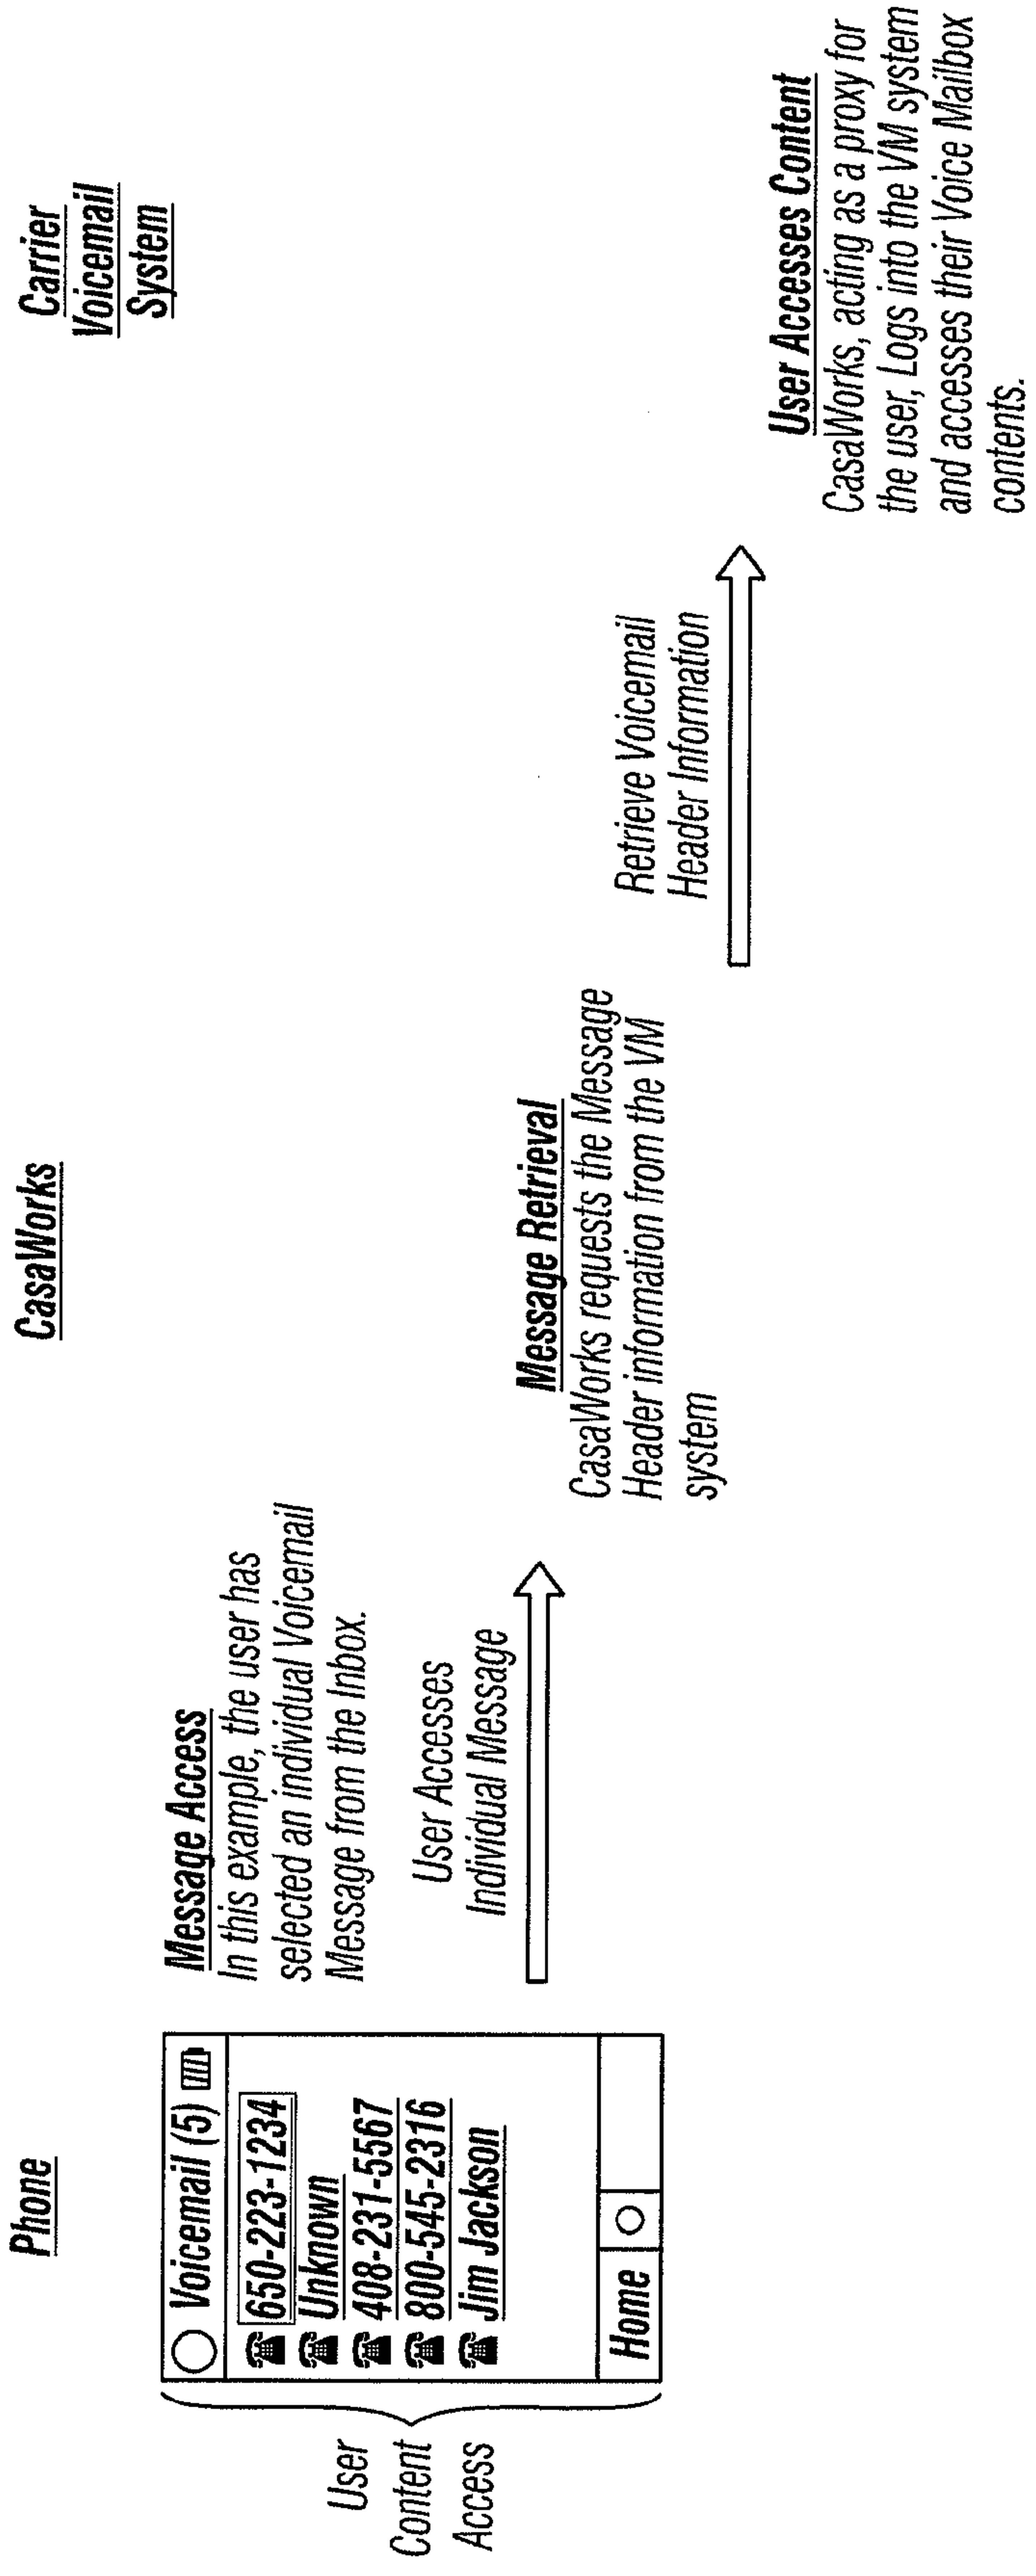 Phone
CasaWorks
Carrier
Voicemail
System
User
Content
Access
Voicemail (5)
650-223-1234
Unknown
408-231-5567
800-545-2316
Jim Jackson
Home
Message Access
In this example, the user has
selected an individual Voicemail
Message from the Inbox.
User Accesses
Individual Message
Message Retrieval
CasaWorks requests the Message
Header information from the VM
system
Retrieve Voicemail
Header Information
User Accesses Content
CasaWorks, acting as a proxy for
the user, Logs into the VM system
and accesses their Voice Mailbox
contents.